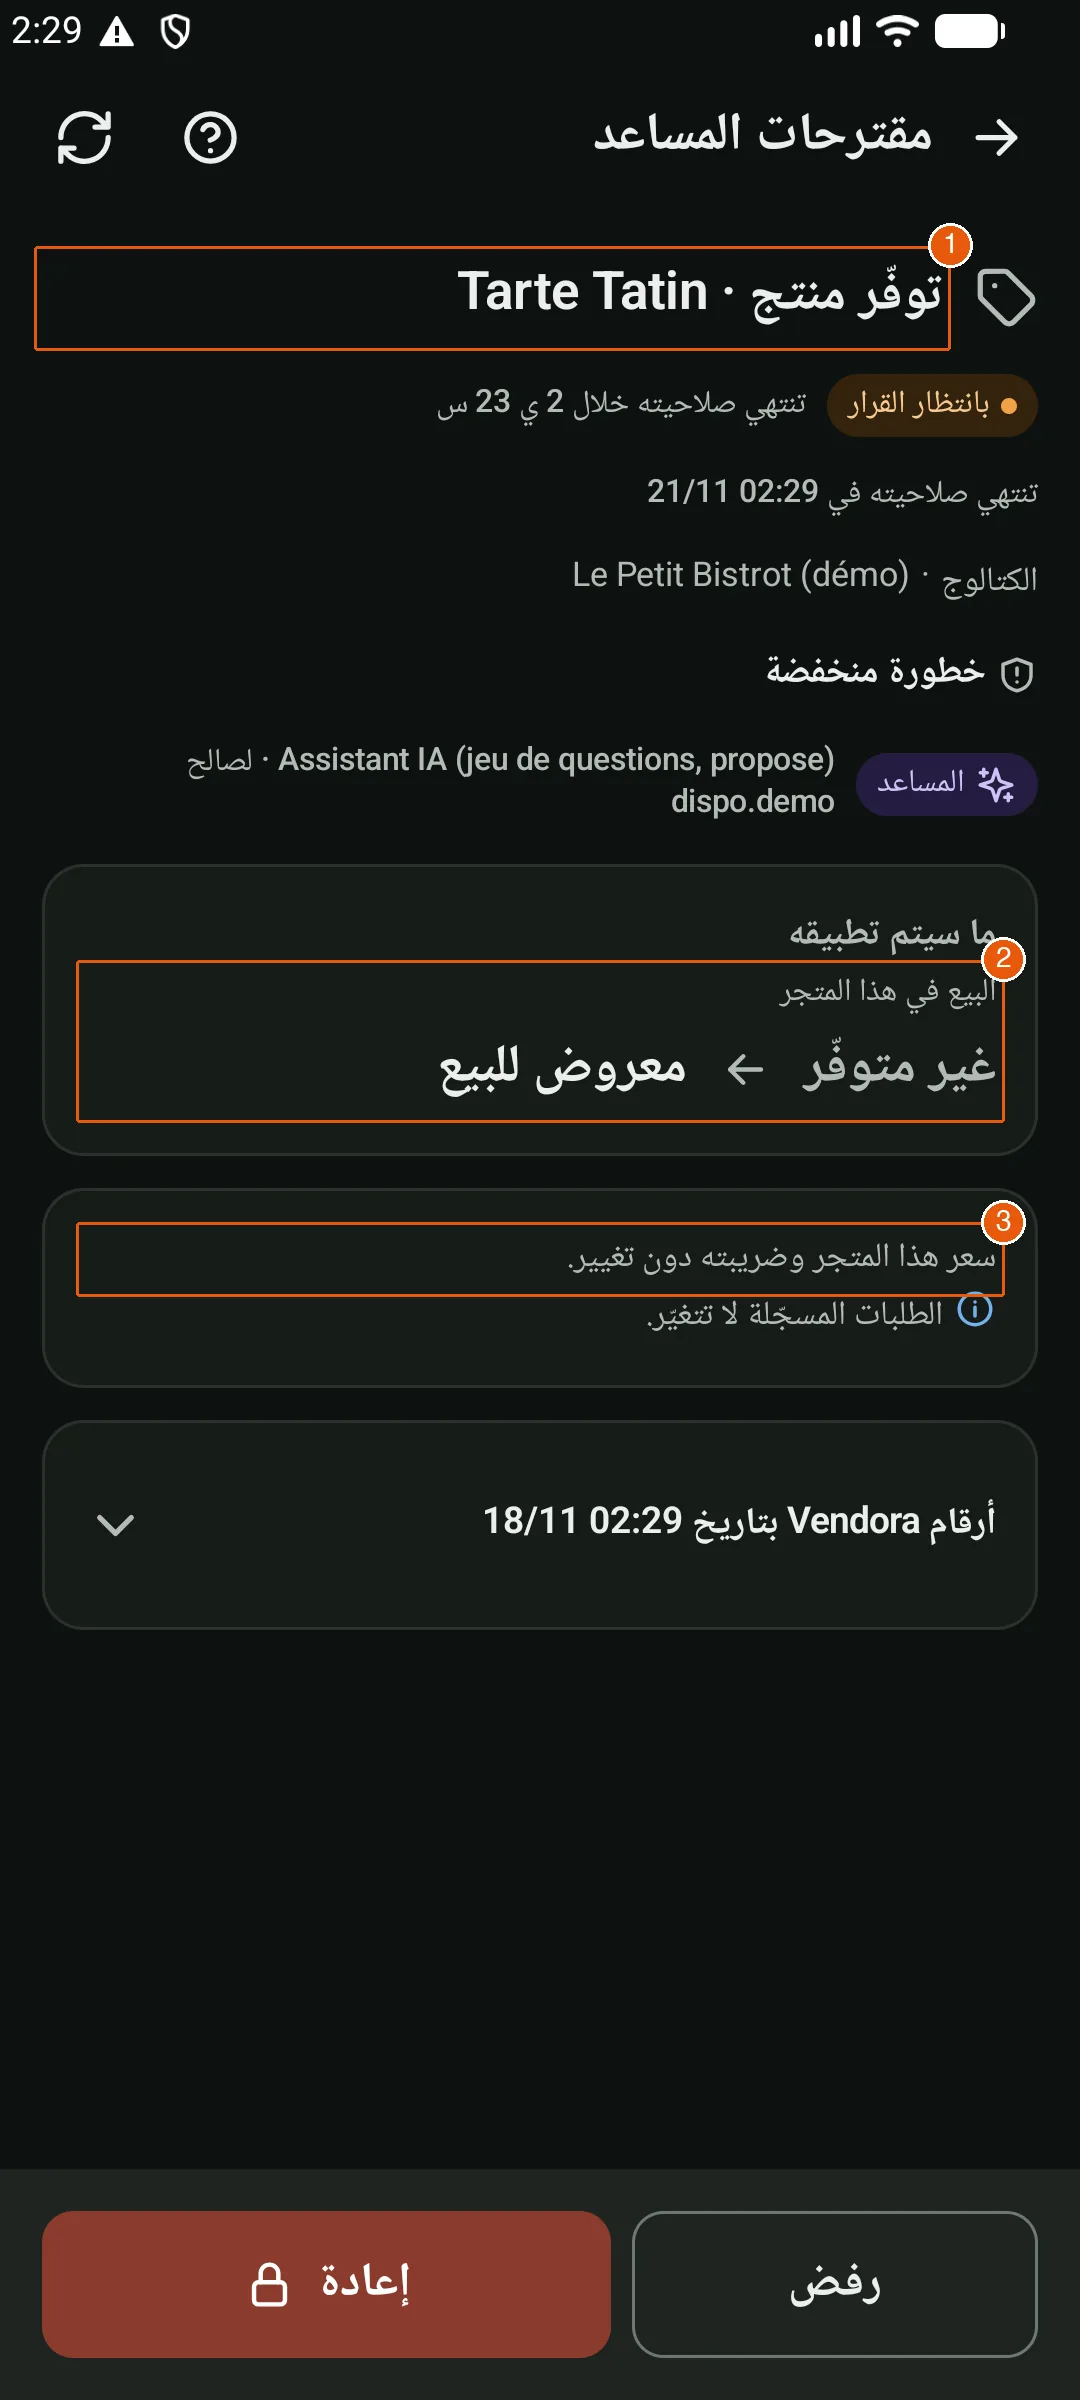 2:29
مقترحات المساعد
1
توفّر منتج · Tarte Tatin
بانتظار القرار
تنتهي صلاحيته خلال 2 ي 23 س
تنتهي صلاحيته في 21/11 02:29
الكتالوج · Le Petit Bistrot (démo)
خطورة منخفضة
المساعد
Assistant IA (jeu de questions, propose) · لصالح
dispo.demo
ما سيتم تطبيقه
2
البيع في هذا المتجر
غير متوفّر ← معروض للبيع
3
سعر هذا المتجر وضريبته دون تغيير.
الطلبات المسجّلة لا تتغيّر.
أرقام Vendora بتاريخ 18/11 02:29
رفض
إعادة